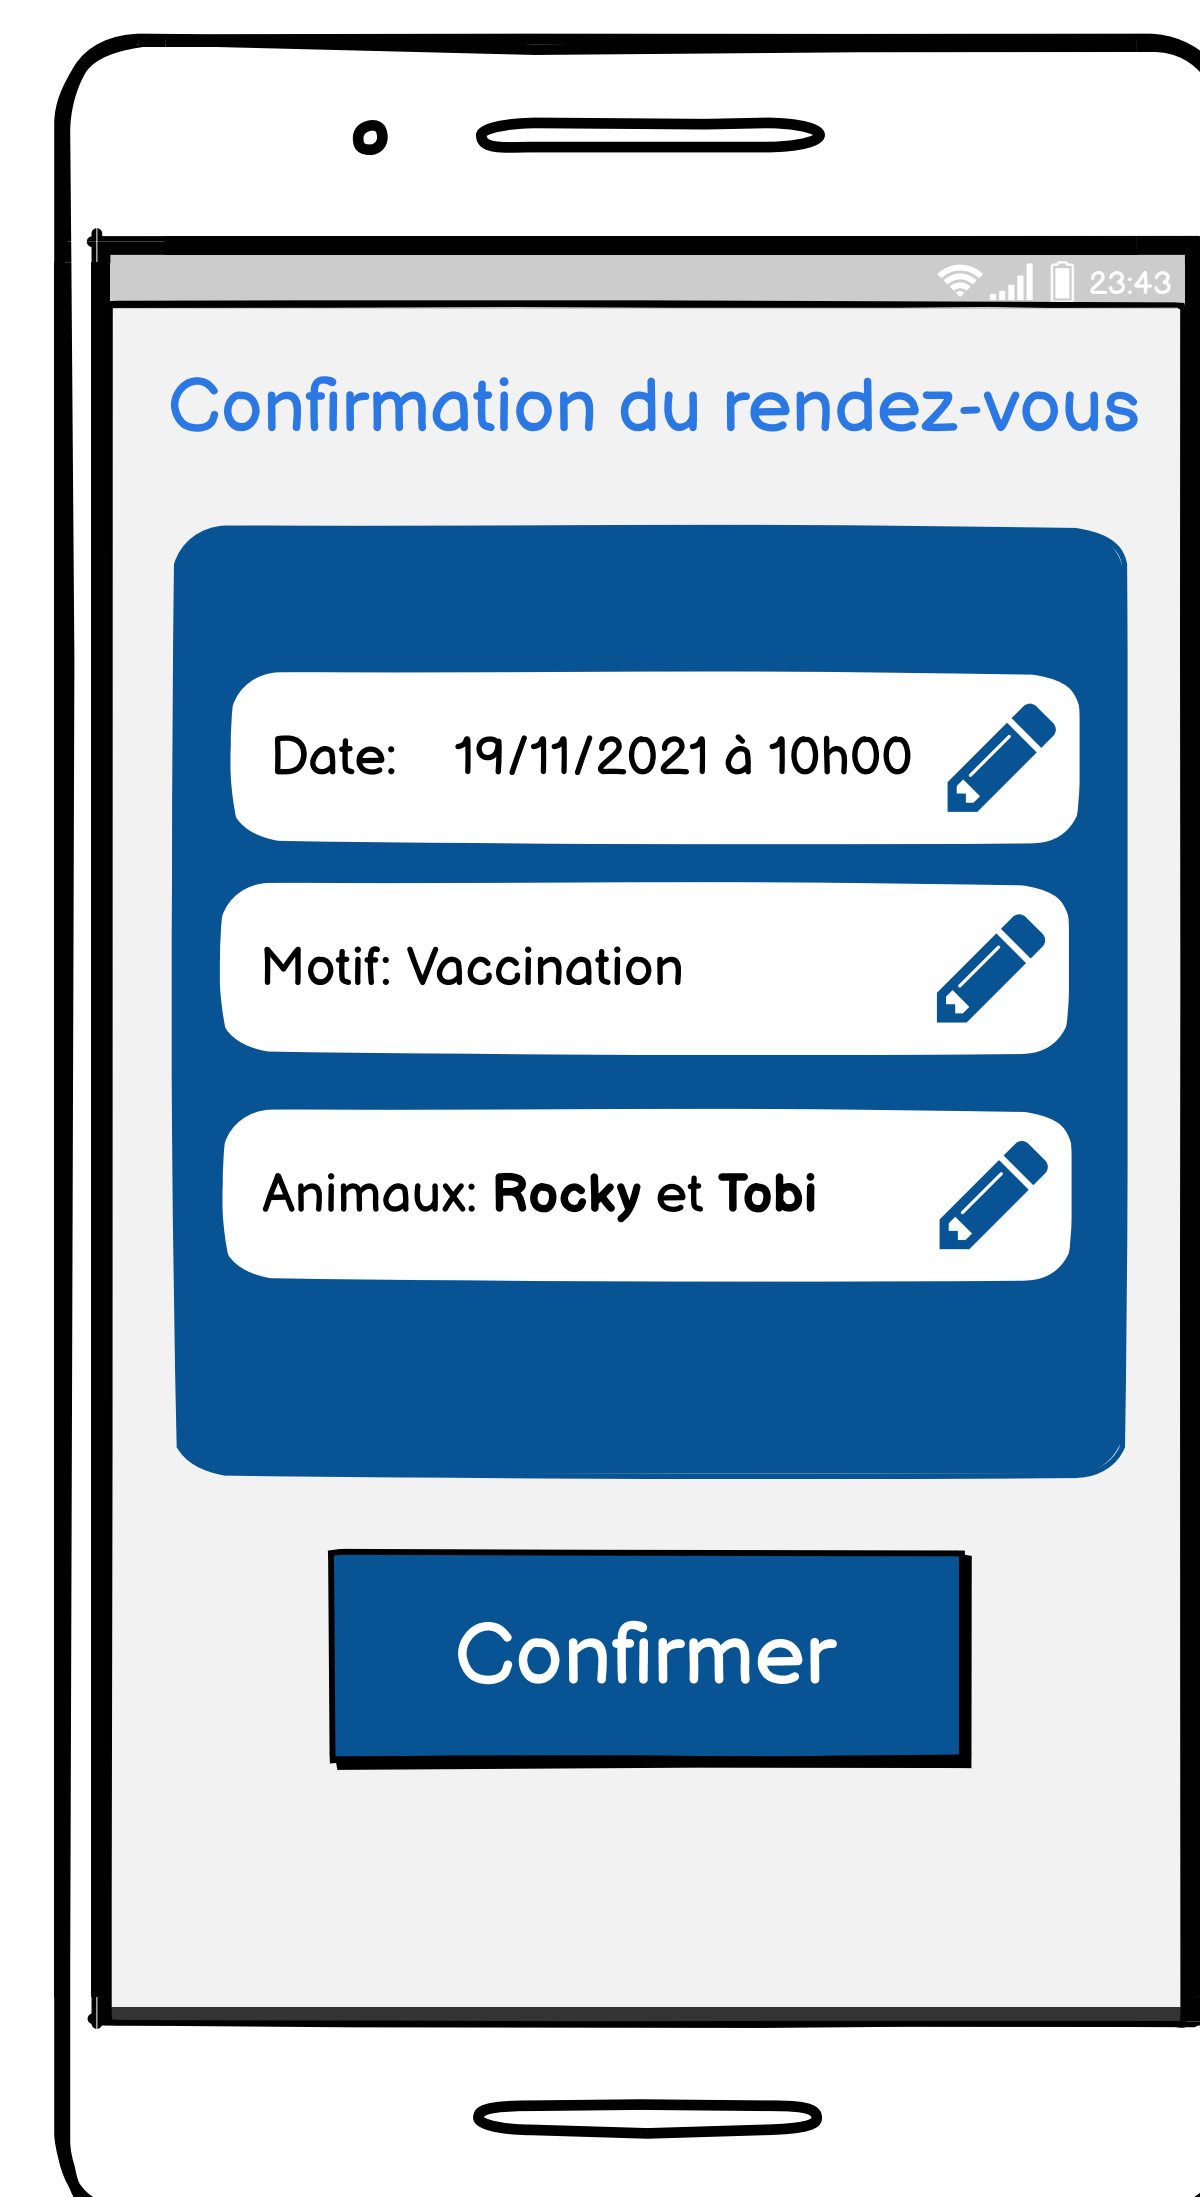 23:43
Confirmation du rendez-vous
Date: 19/11/2021 à 10h00
Motif: Vaccination
Animaux: Rocky et Tobi
Confirmer